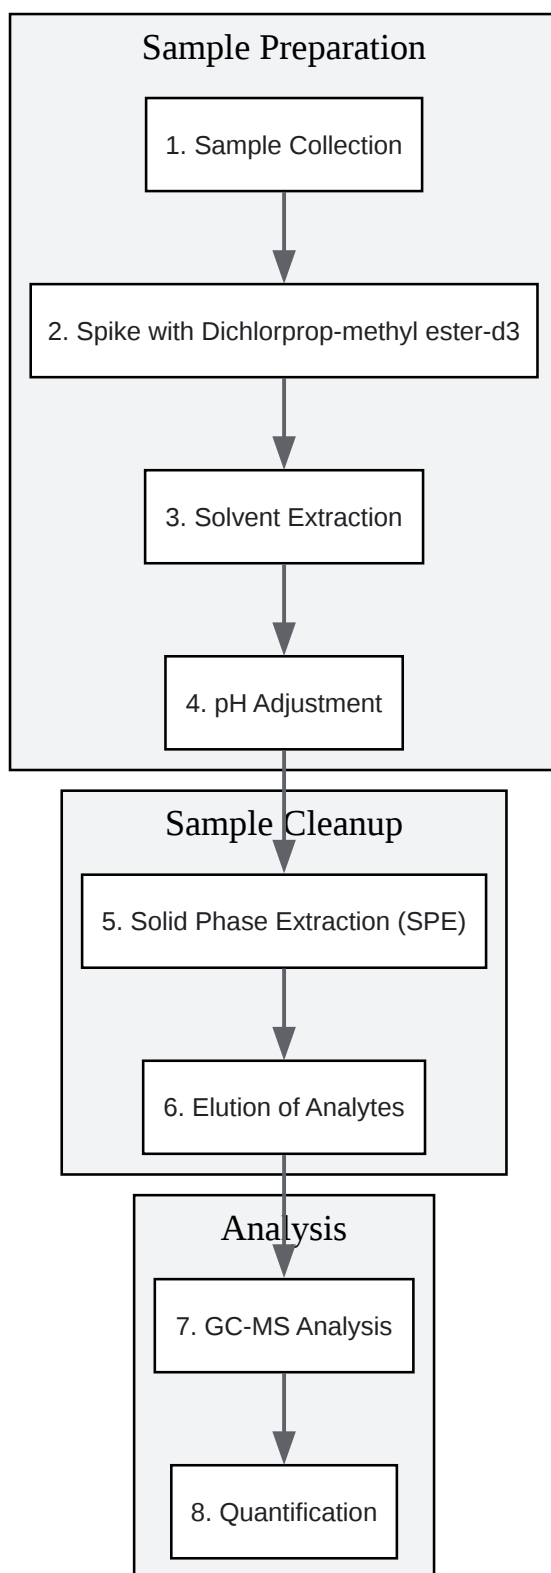 Sample Preparation
1. Sample Collection
2. Spike with Dichlorprop-methyl ester-d3
3. Solvent Extraction
4. pH Adjustment
Sample Cleanup
5. Solid Phase Extraction (SPE)
6. Elution of Analytes
Analysis
7. GC-MS Analysis
8. Quantification